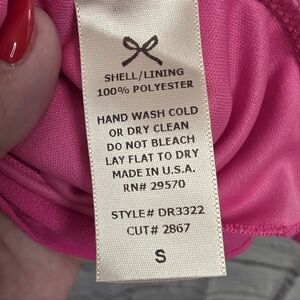 SHELL/LINING
100% POLYESTER
HAND WASH COLD
OR DRY CLEAN
DO NOT BLEACH
LAY FLAT TO DRY
MADE IN U.S.A.
RN# 29570
STYLE# DR3322
CUT# 2867
S